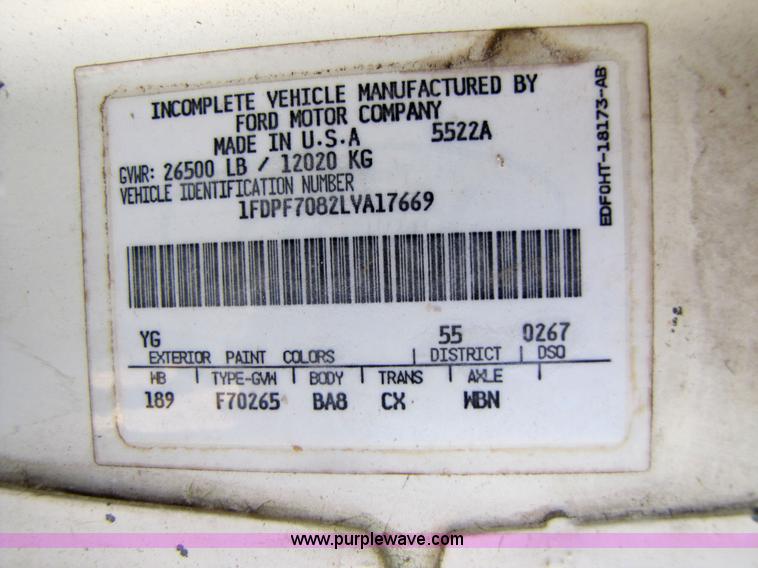 INCOMPLETE VEHICLE MANUFACTURED BY
FORD MOTOR COMPANY
MADE IN U.S.A 5522A
GVWR: 26500 LB / 12020 KG
VEHICLE IDENTIFICATION NUMBER
1FDPF7082LVA17669
EDF0HT-18173-AB
YG 55 0267
EXTERIOR PAINT COLORS DISTRICT DSO
WB TYPE-GVW BODY TRANS AXLE
189 F70265 BA8 CX WBN
www.purplewave.com